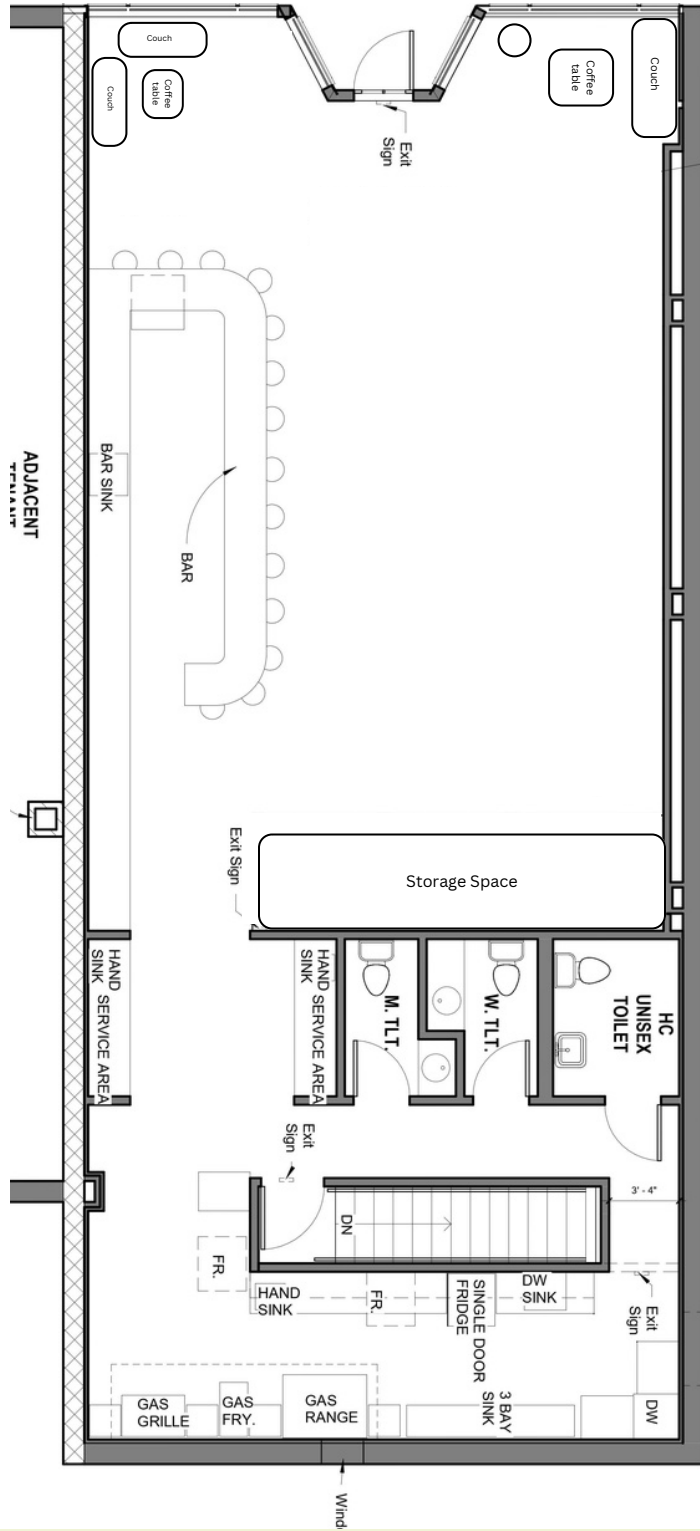 Couch
Couch
Coffee
table
Coffee
table
Couch
Exit
Sign
ADJACENT
TENANT
BAR SINK
BAR
Exit Sign
Storage Space
HAND
SINK
SERVICE AREA
HAND
SINK
SERVICE AREA
M. TLT.
W. TLT.
HC
UNISEX
TOILET
Exit
Sign
3' - 4"
DN
FR.
HAND
SINK
FR.
SINGLE DOOR
FRIDGE
DW
SINK
Exit
Sign
GAS
GRILLE
GAS
FRY.
GAS
RANGE
3 BAY
SINK
DW
Wind